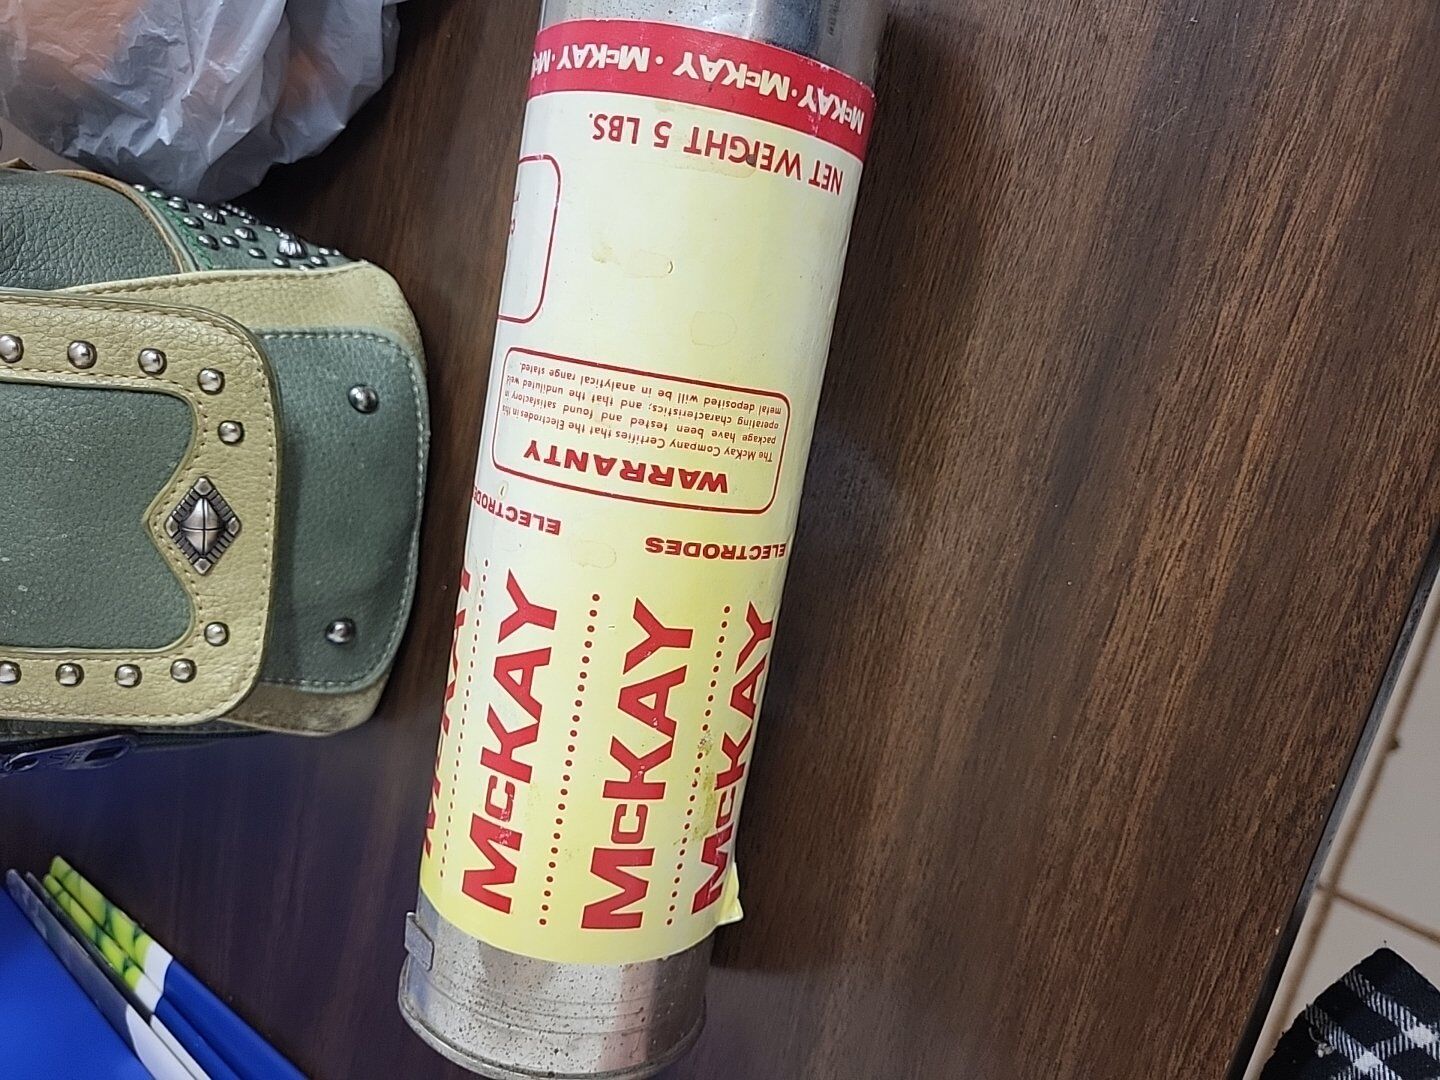 McKAY
McKAY
McKAY
McKAY
ELECTRODES
ELECTRODES
WARRANTY
The McKay Company Certifies that the Electrodes in this
package have been tested and found satisfactory in
operating characteristics; and that the undiluted weld
metal deposited will be in analytical range stated.
NET WEIGHT 5 LBS.
McKAY · McKAY · McKAY · McKAY · McK